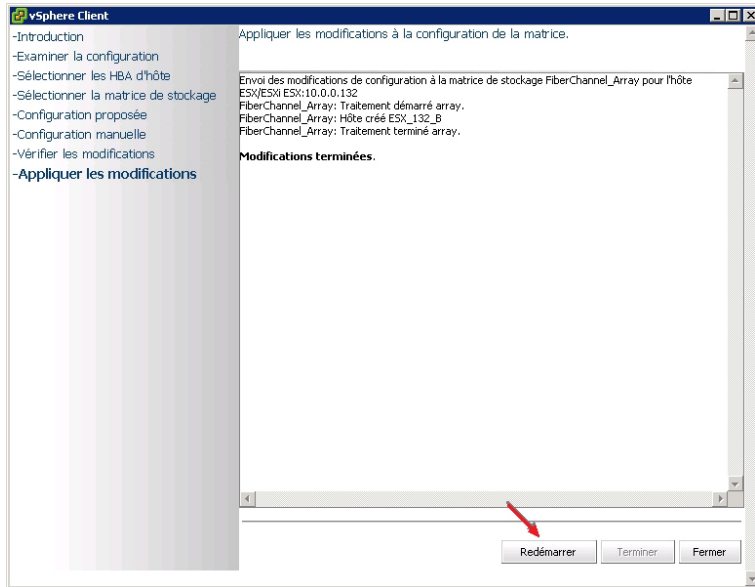 vSphere Client
-Introduction
-Examiner la configuration
-Sélectionner les HBA d'hôte
-Sélectionner la matrice de stockage
-Configuration proposée
-Configuration manuelle
-Vérifier les modifications
-Appliquer les modifications
Appliquer les modifications à la configuration de la matrice.
Envoi des modifications de configuration à la matrice de stockage FiberChannel_Array pour l'hôte
ESX/ESXi ESX:10.0.0.132
FiberChannel_Array: Traitement démarré array.
FiberChannel_Array: Hôte créé ESX_132_B
FiberChannel_Array: Traitement terminé array.
Modifications terminées.
Redémarrer
Terminer
Fermer